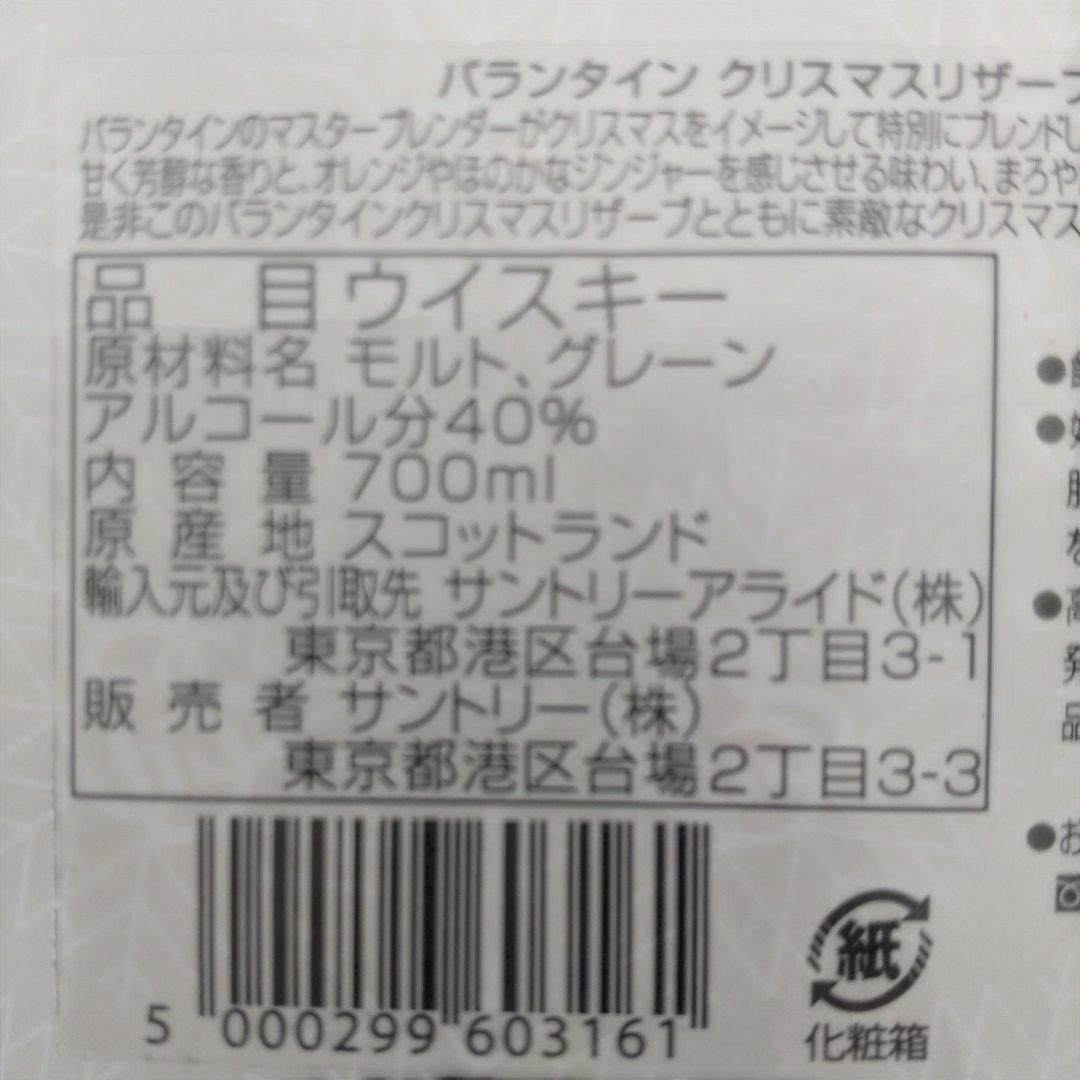 バランタイン クリスマスリザーブ
バランタインのマスターブレンダーがクリスマスをイメージして特別にブレンドし
甘く芳醇な香りと、オレンジやほのかなジンジャーを感じさせる味わい、まろや
是非このバランタインクリスマスリザーブとともに素敵なクリスマス
品 目 ウイスキー
原材料名 モルト、グレーン
アルコール分40%
内 容 量 700ml
原 産 地 スコットランド
輸入元及び引取先 サントリーアライド(株)
東京都港区台場2丁目3-1
販 売 者 サントリー(株)
東京都港区台場2丁目3-3
5 000299 603161
紙
化粧箱
●
●
●高
発
品
●お